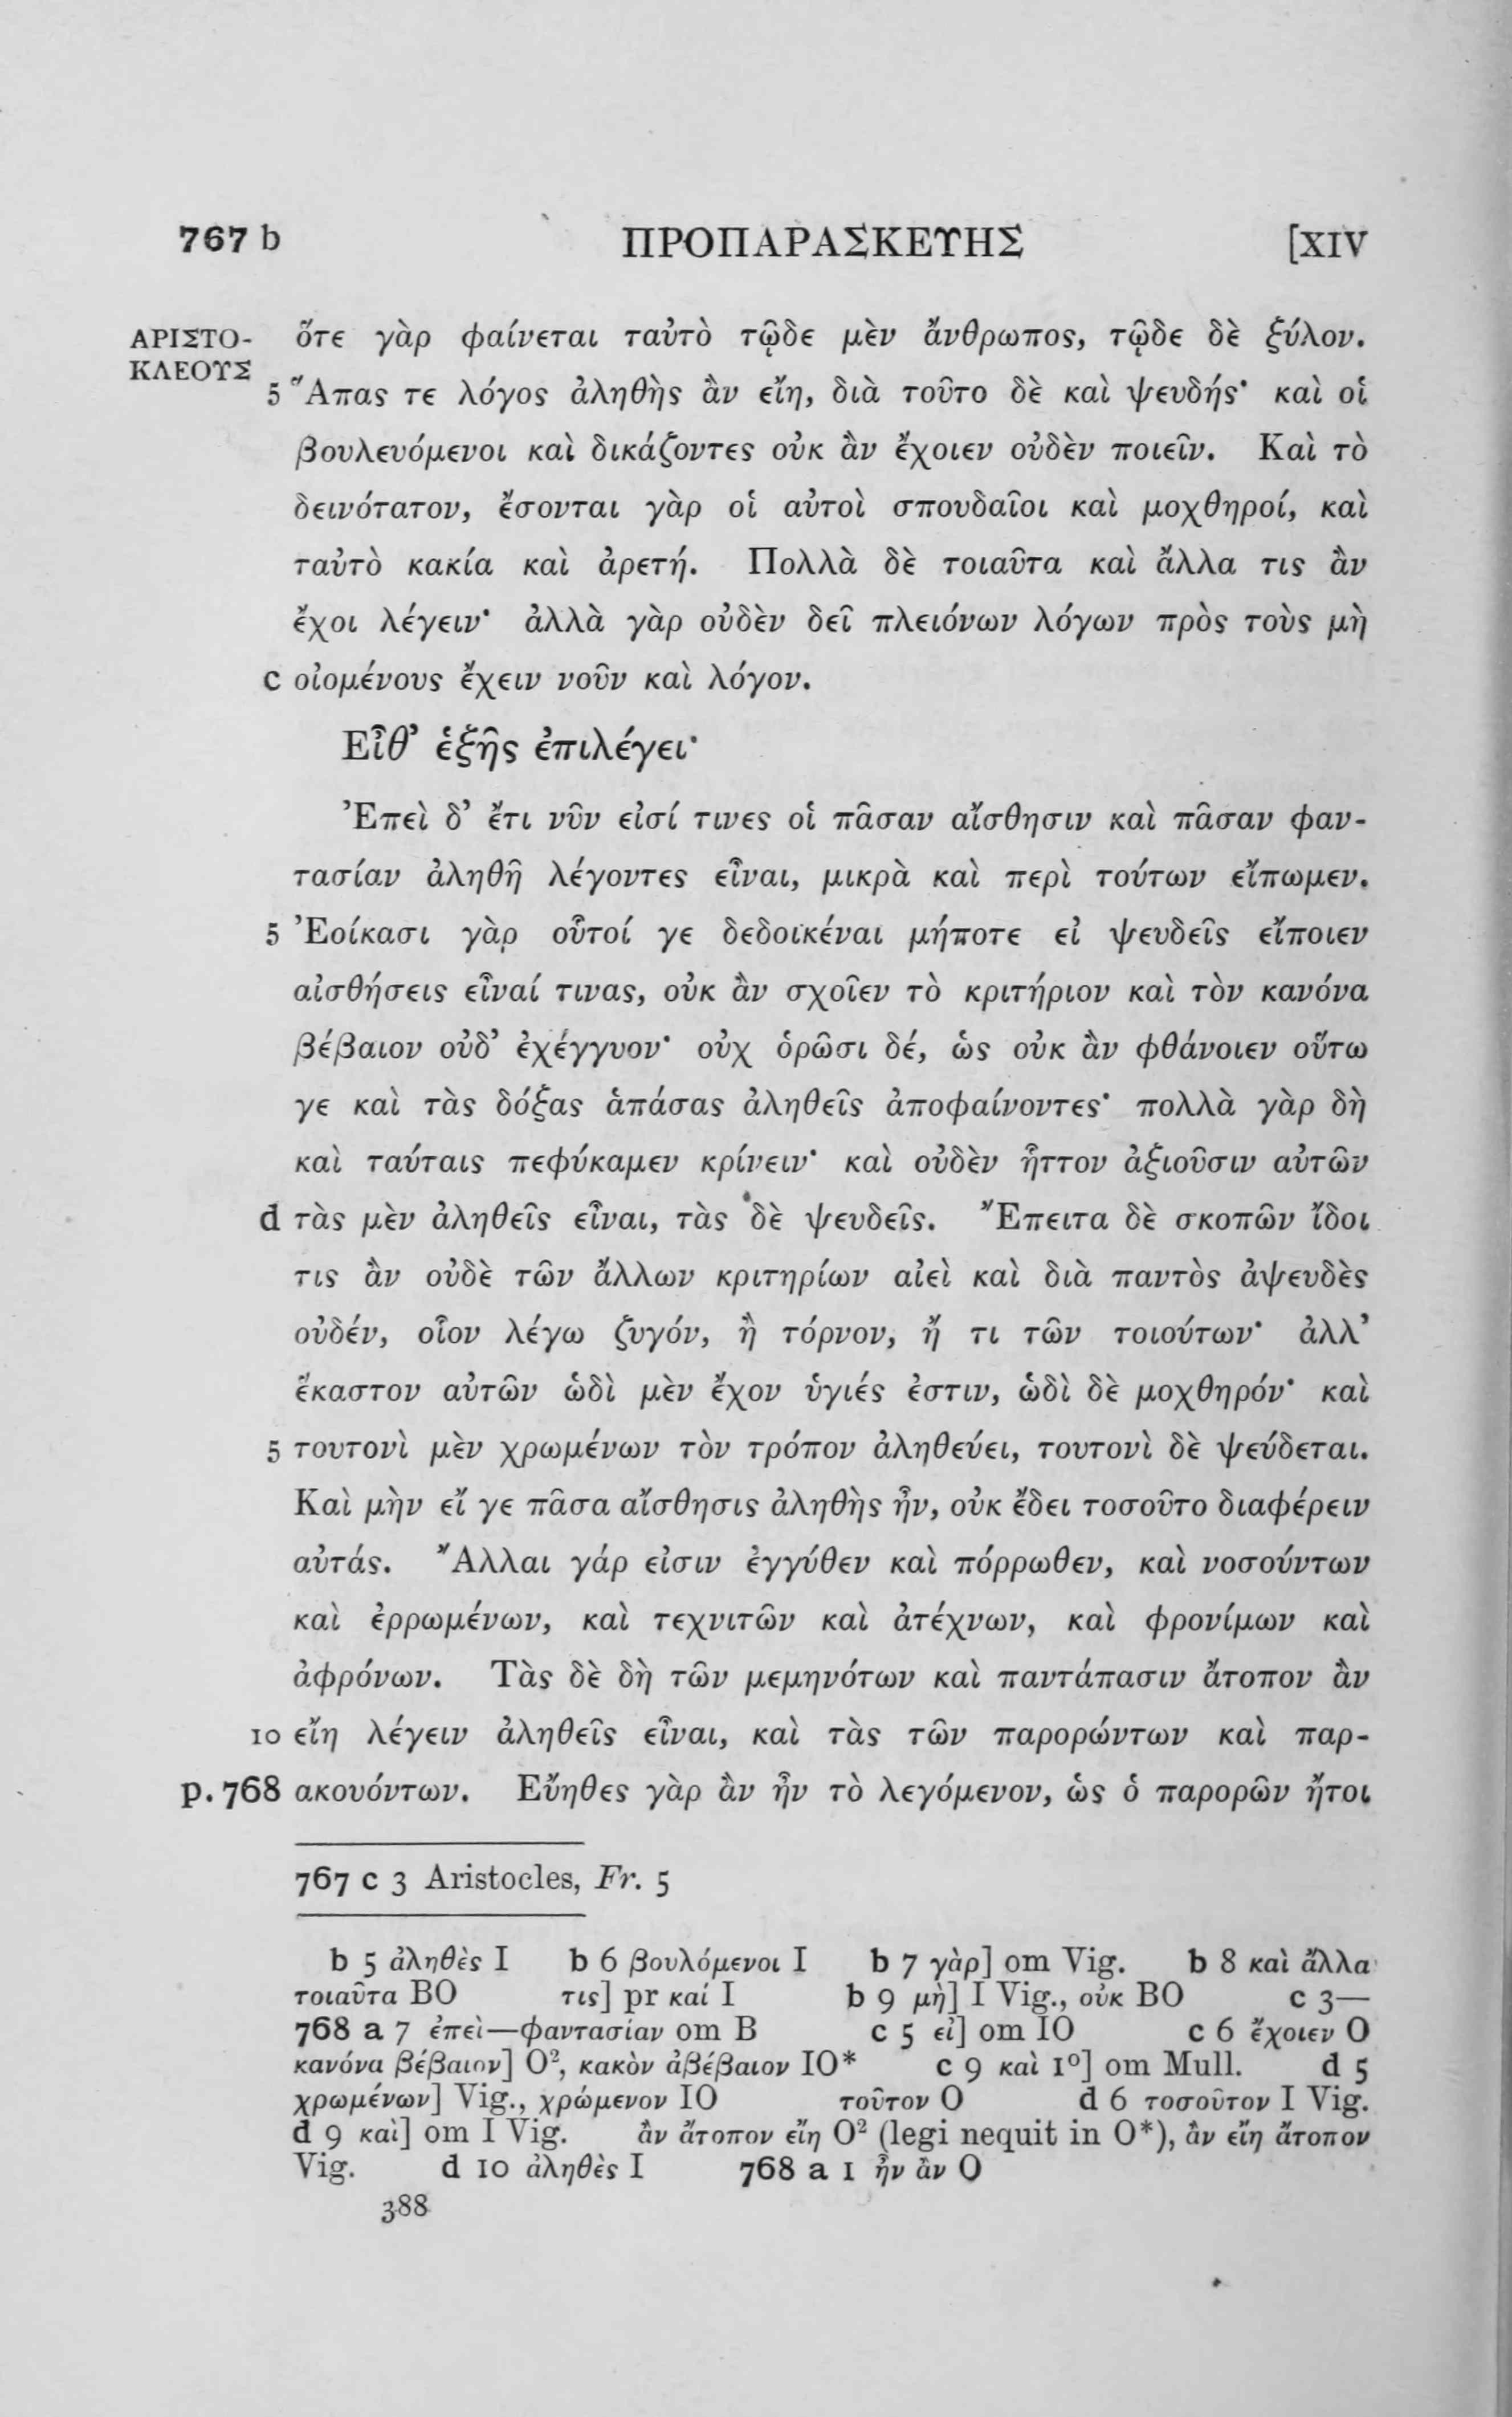 767 b ΠΡΟΠΑΡΑΣΚΕΥΗΣ [XIV
ΑΡΙΣΤΟ- ὅτε γὰρ φαίνεται ταὐτὸ τῷδε μὲν ἄνθρωπος, τῷδε δὲ ξύλον.
ΚΛΕΟΥΣ
5 Ἅπας τε λόγος ἀληθὴς ἂν εἴη, διὰ τοῦτο δὲ καὶ ψευδής· καὶ οἱ
βουλευόμενοι καὶ δικάζοντες οὐκ ἂν ἔχοιεν οὐδὲν ποιεῖν. Καὶ τὸ
δεινότατον, ἔσονται γὰρ οἱ αὐτοὶ σπουδαῖοι καὶ μοχθηροί, καὶ
ταὐτὸ κακία καὶ ἀρετή. Πολλὰ δὲ τοιαῦτα καὶ ἄλλα τις ἂν
ἔχοι λέγειν· ἀλλὰ γὰρ οὐδὲν δεῖ πλειόνων λόγων πρὸς τοὺς μὴ
c οἰομένους ἔχειν νοῦν καὶ λόγον.
Εἶθ’ ἑξῆς ἐπιλέγει·
Ἐπεὶ δ’ ἔτι νῦν εἰσί τινες οἱ πᾶσαν αἴσθησιν καὶ πᾶσαν φαν-
τασίαν ἀληθῆ λέγοντες εἶναι, μικρὰ καὶ περὶ τούτων εἴπωμεν.
5 Ἐοίκασι γὰρ οὗτοί γε δεδοικέναι μήποτε εἰ ψευδεῖς εἴποιεν
αἰσθήσεις εἶναί τινας, οὐκ ἂν σχοῖεν τὸ κριτήριον καὶ τὸν κανόνα
βέβαιον οὐδ’ ἐχέγγυον· οὐχ ὁρῶσι δέ, ὡς οὐκ ἂν φθάνοιεν οὕτω
γε καὶ τὰς δόξας ἁπάσας ἀληθεῖς ἀποφαίνοντες· πολλὰ γὰρ δὴ
καὶ ταύταις πεφύκαμεν κρίνειν· καὶ οὐδὲν ἧττον ἀξιοῦσιν αὐτῶν
d τὰς μὲν ἀληθεῖς εἶναι, τὰς δὲ ψευδεῖς. Ἔπειτα δὲ σκοπῶν ἴδοι
τις ἂν οὐδὲ τῶν ἄλλων κριτηρίων αἰεὶ καὶ διὰ παντὸς ἀψευδὲς
οὐδέν, οἷον λέγω ζυγόν, ἢ τόρνον, ἤ τι τῶν τοιούτων· ἀλλ’
ἕκαστον αὐτῶν ὡδὶ μὲν ἔχον ὑγιές ἐστιν, ὡδὶ δὲ μοχθηρόν· καὶ
5 τουτονὶ μὲν χρωμένων τὸν τρόπον ἀληθεύει, τουτονὶ δὲ ψεύδεται.
Καὶ μὴν εἴ γε πᾶσα αἴσθησις ἀληθὴς ἦν, οὐκ ἔδει τοσοῦτο διαφέρειν
αὐτάς. Ἄλλαι γάρ εἰσιν ἐγγύθεν καὶ πόρρωθεν, καὶ νοσούντων
καὶ ἐρρωμένων, καὶ τεχνιτῶν καὶ ἀτέχνων, καὶ φρονίμων καὶ
ἀφρόνων. Τὰς δὲ δὴ τῶν μεμηνότων καὶ παντάπασιν ἄτοπον ἂν
10 εἴη λέγειν ἀληθεῖς εἶναι, καὶ τὰς τῶν παρορώντων καὶ παρ-
p. 768 ακουόντων. Εὔηθες γὰρ ἂν ἦν τὸ λεγόμενον, ὡς ὁ παρορῶν ἤτοι
767 c 3 Aristocles, Fr. 5
b 5 ἀληθὲς I b 6 βουλόμενοι I b 7 γὰρ] om Vig. b 8 καὶ ἄλλα
τοιαῦτα BO τις] pr καί I b 9 μὴ] I Vig., οὐκ BO c 3—
768 a 7 ἐπεὶ—φαντασίαν om B c 5 εἰ] om IO c 6 ἔχοιεν O
κανόνα βέβαιον] O², κακὸν ἀβέβαιον IO* c 9 καὶ 1⁰] om Mull. d 5
χρωμένων] Vig., χρώμενον IO τοῦτον O d 6 τοσοῦτον I Vig.
d 9 καὶ] om I Vig. ἂν ἄτοπον εἴη O² (legi nequit in O*), ἂν εἴη ἄτοπον
Vig. d 10 ἀληθὲς I 768 a 1 ἦν ἂν O
388